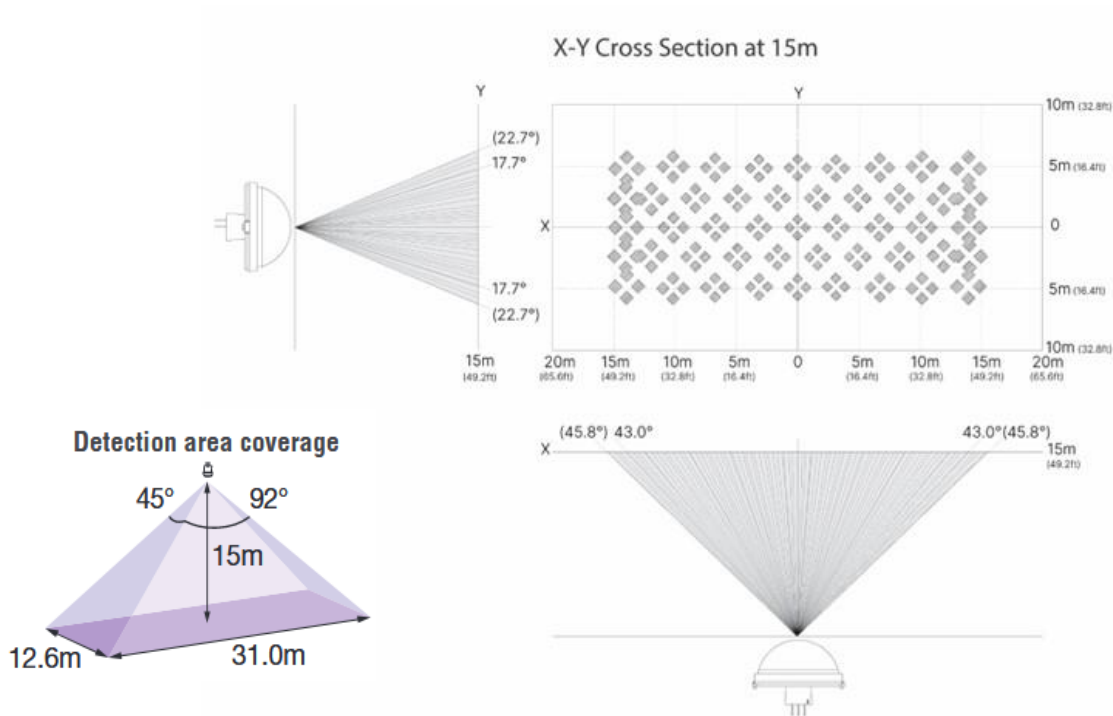 X-Y Cross Section at 15m
Y
(22.7°)
17.7°
17.7°
(22.7°)
15m
(49.2ft)
Y
10m (32.8ft)
5m (16.4ft)
X
0
5m (16.4ft)
10m (32.8ft)
20m 15m 10m 5m 0 5m 10m 15m 20m
(65.6ft) (49.2ft) (32.8ft) (16.4ft) (16.4ft) (32.8ft) (49.2ft) (65.6ft)
(45.8°) 43.0° 43.0° (45.8°)
X
15m
(49.2ft)
Detection area coverage
45° 92°
15m
12.6m
31.0m